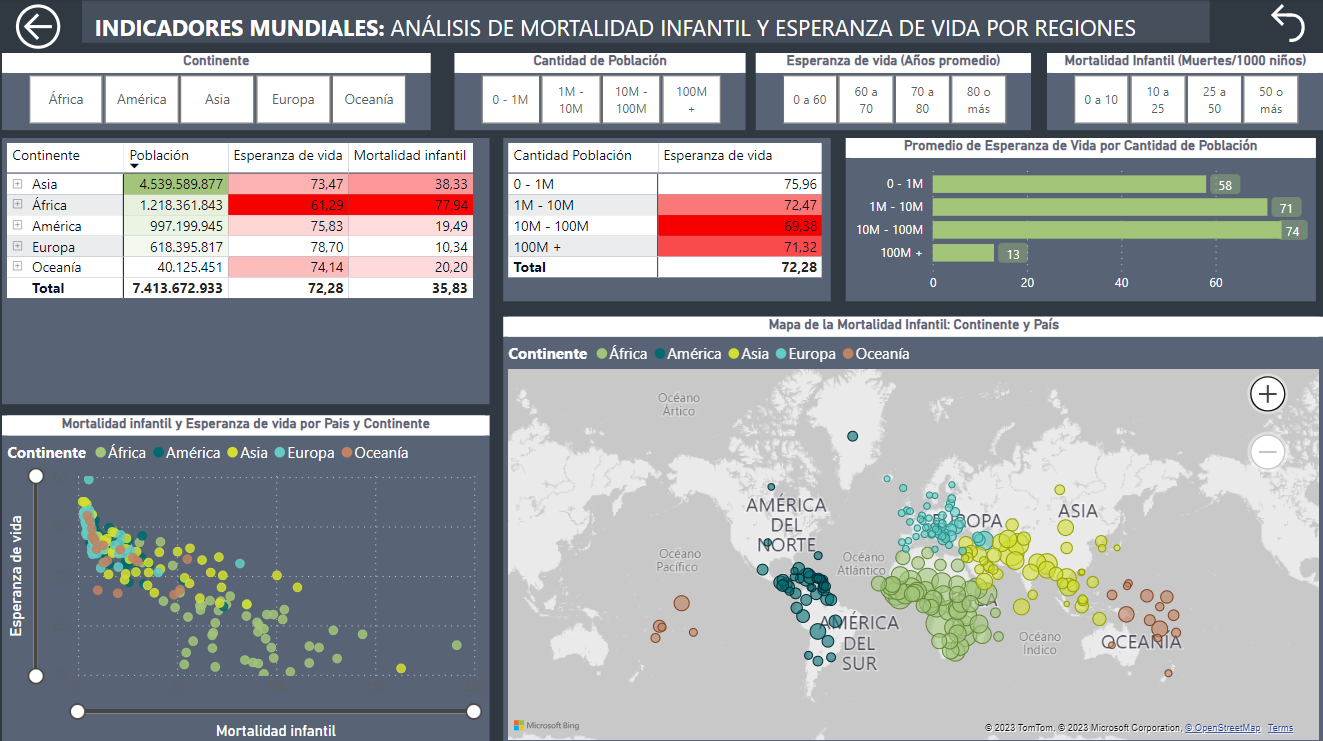 INDICADORES MUNDIALES: ANÁLISIS DE MORTALIDAD INFANTIL Y ESPERANZA DE VIDA POR REGIONES
Continente
África América Asia Europa Oceanía
Cantidad de Población
0 - 1M 1M - 10M 10M - 100M 100M +
Esperanza de vida (Años promedio)
0 a 60 60 a 70 70 a 80 80 o más
Mortalidad Infantil (Muertes/1000 niños)
0 a 10 10 a 25 25 a 50 50 o más
Continente Población Esperanza de vida Mortalidad infantil
Asia 4.539.589.877 73,47 38,33
África 1.218.361.843 61,29 77,94
América 997.199.945 75,83 19,49
Europa 618.395.817 78,70 10,34
Oceanía 40.125.451 74,14 20,20
Total 7.413.672.933 72,28 35,83
Cantidad Población Esperanza de vida
0 - 1M 75,96
1M - 10M 72,47
10M - 100M 69,38
100M + 71,32
Total 72,28
Promedio de Esperanza de Vida por Cantidad de Población
0 - 1M 58
1M - 10M 71
10M - 100M 74
100M + 13
0 20 40 60
Mapa de la Mortalidad Infantil: Continente y País
Continente África América Asia Europa Oceanía
Océano Ártico
AMÉRICA DEL NORTE
ASIA
Océano Pacífico
Océano Atlántico
AMÉRICA DEL SUR
Océano Índico
OCEANÍA
Microsoft Bing
© 2023 TomTom, © 2023 Microsoft Corporation, © OpenStreetMap Terms
Mortalidad infantil y Esperanza de vida por Pais y Continente
Continente África América Asia Europa Oceanía
Esperanza de vida
Mortalidad infantil